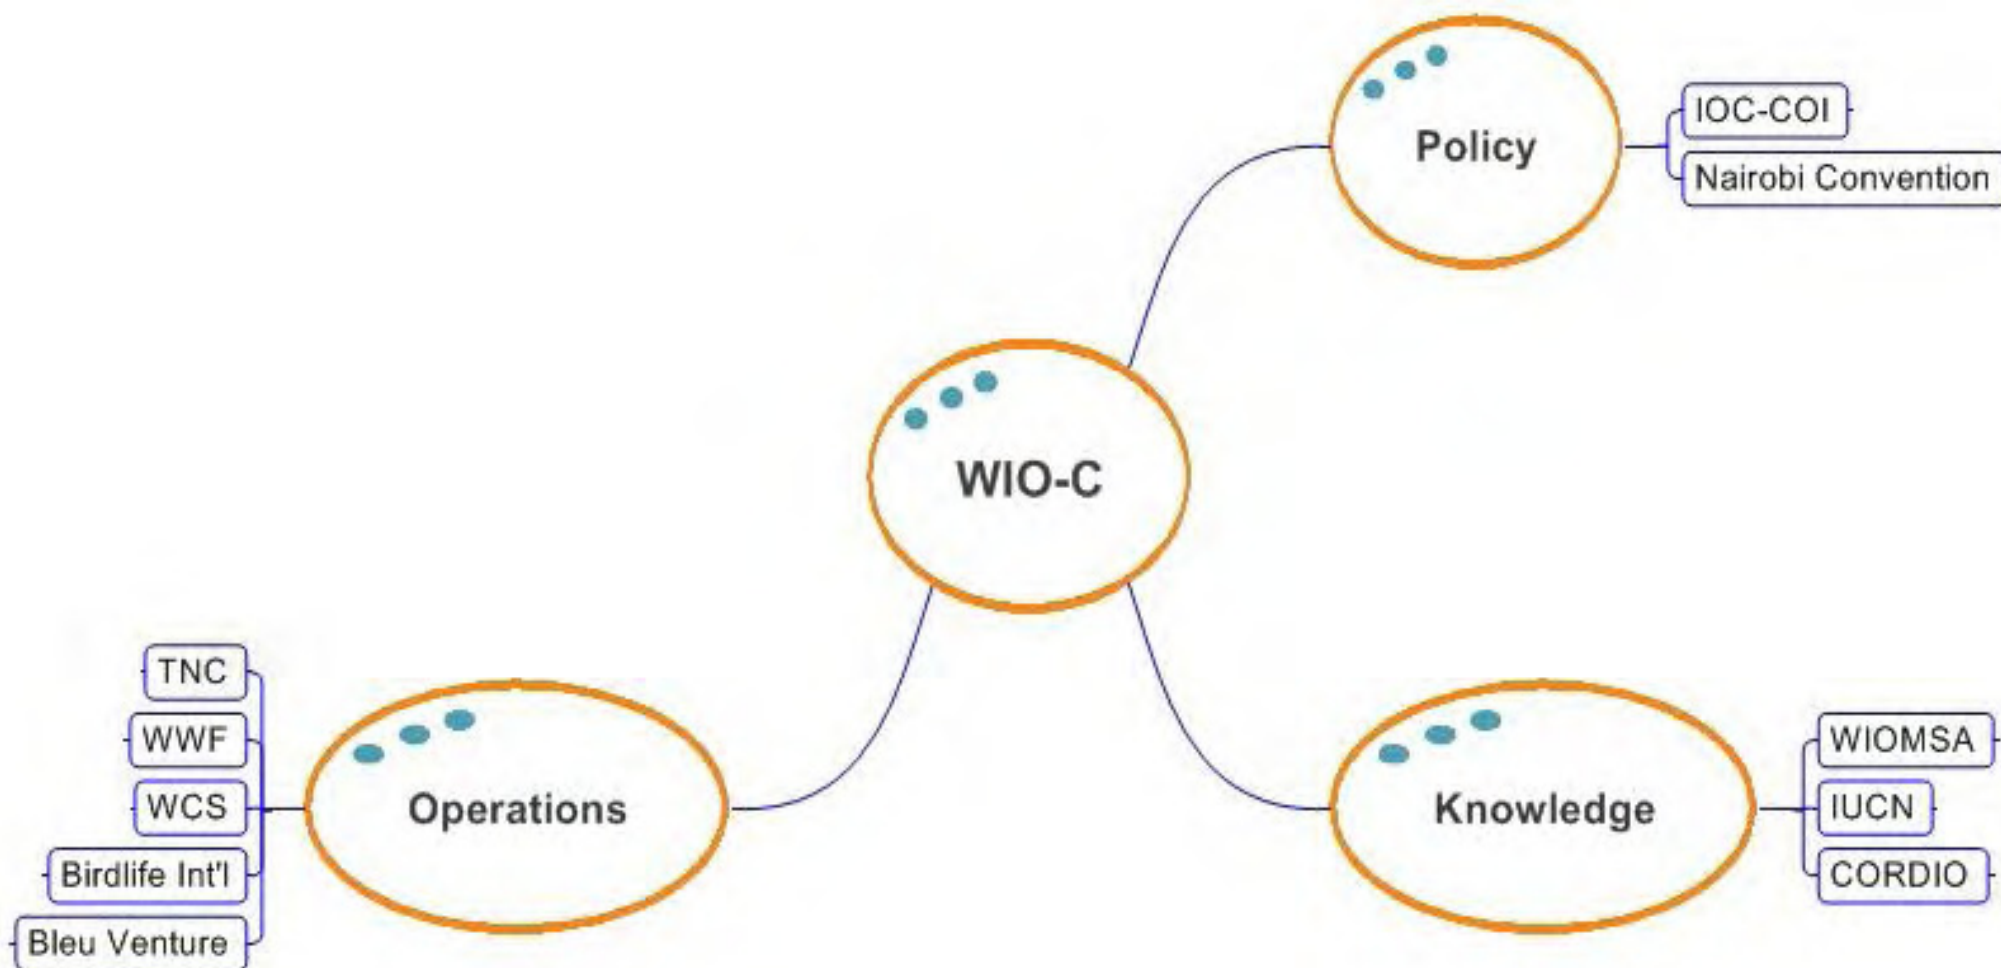 Policy
IOC-COI
Nairobi Convention
WIO-C
TNC
WWF
WCS
Birdlife Int'l
Bleu Venture
Operations
Knowledge
WIOMSA
IUCN
CORDIO